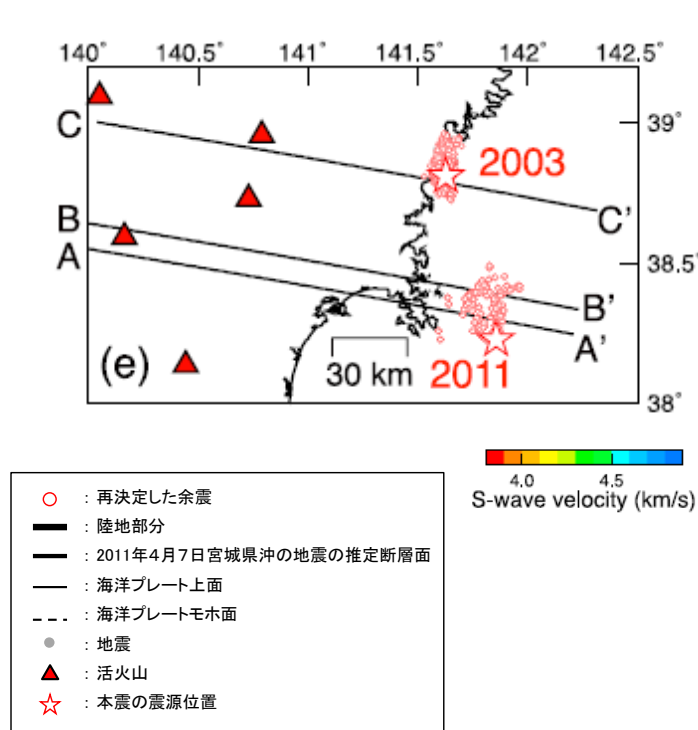 140° 140.5° 141° 141.5° 142° 142.5°
39°
C
2003
C'
B
A
38.5°
B'
A'
(e)
30 km
2011
38°
4.0 4.5
S-wave velocity (km/s)
：再決定した余震
：陸地部分
：2011年4月7日宮城県沖の地震の推定断層面
：海洋プレート上面
：海洋プレートモホ面
：地震
：活火山
：本震の震源位置